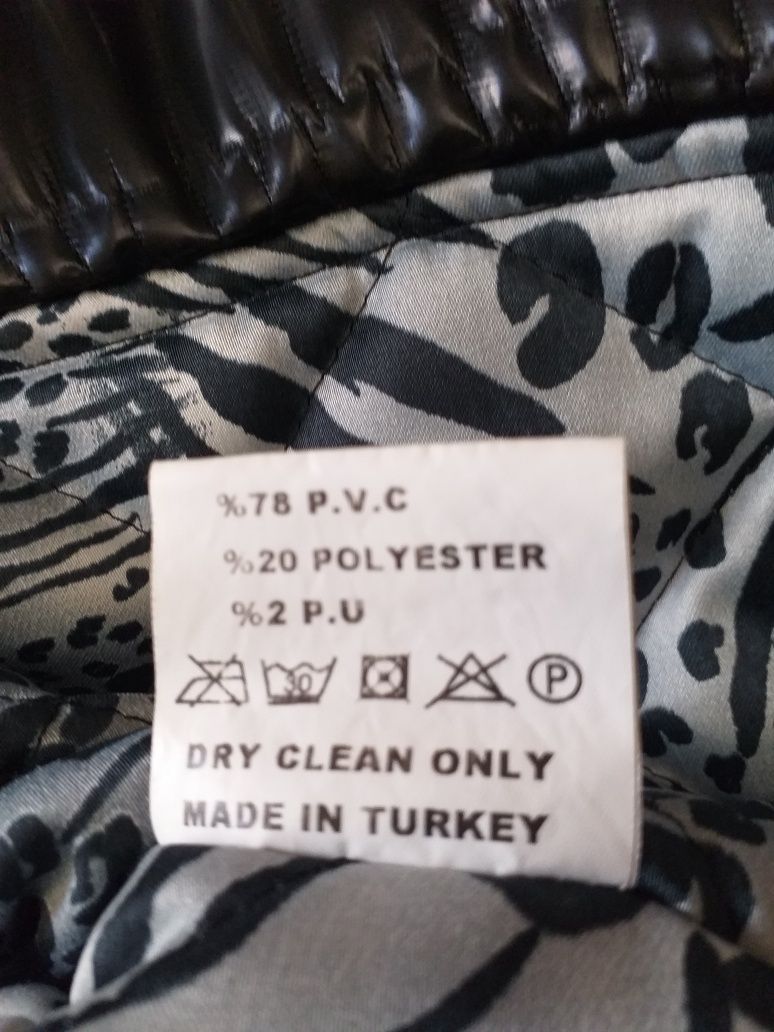 %78 P.V.C
%20 POLYESTER
%2 P.U
30 P
DRY CLEAN ONLY
MADE IN TURKEY